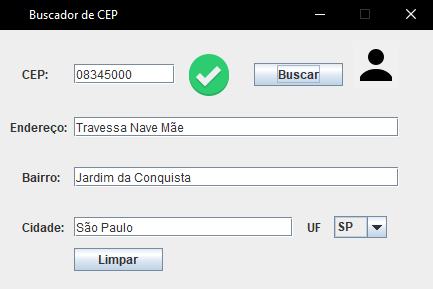 Buscador de CEP
CEP: 08345000 Buscar
Endereço: Travessa Nave Mãe
Bairro: Jardim da Conquista
Cidade: São Paulo UF SP
Limpar